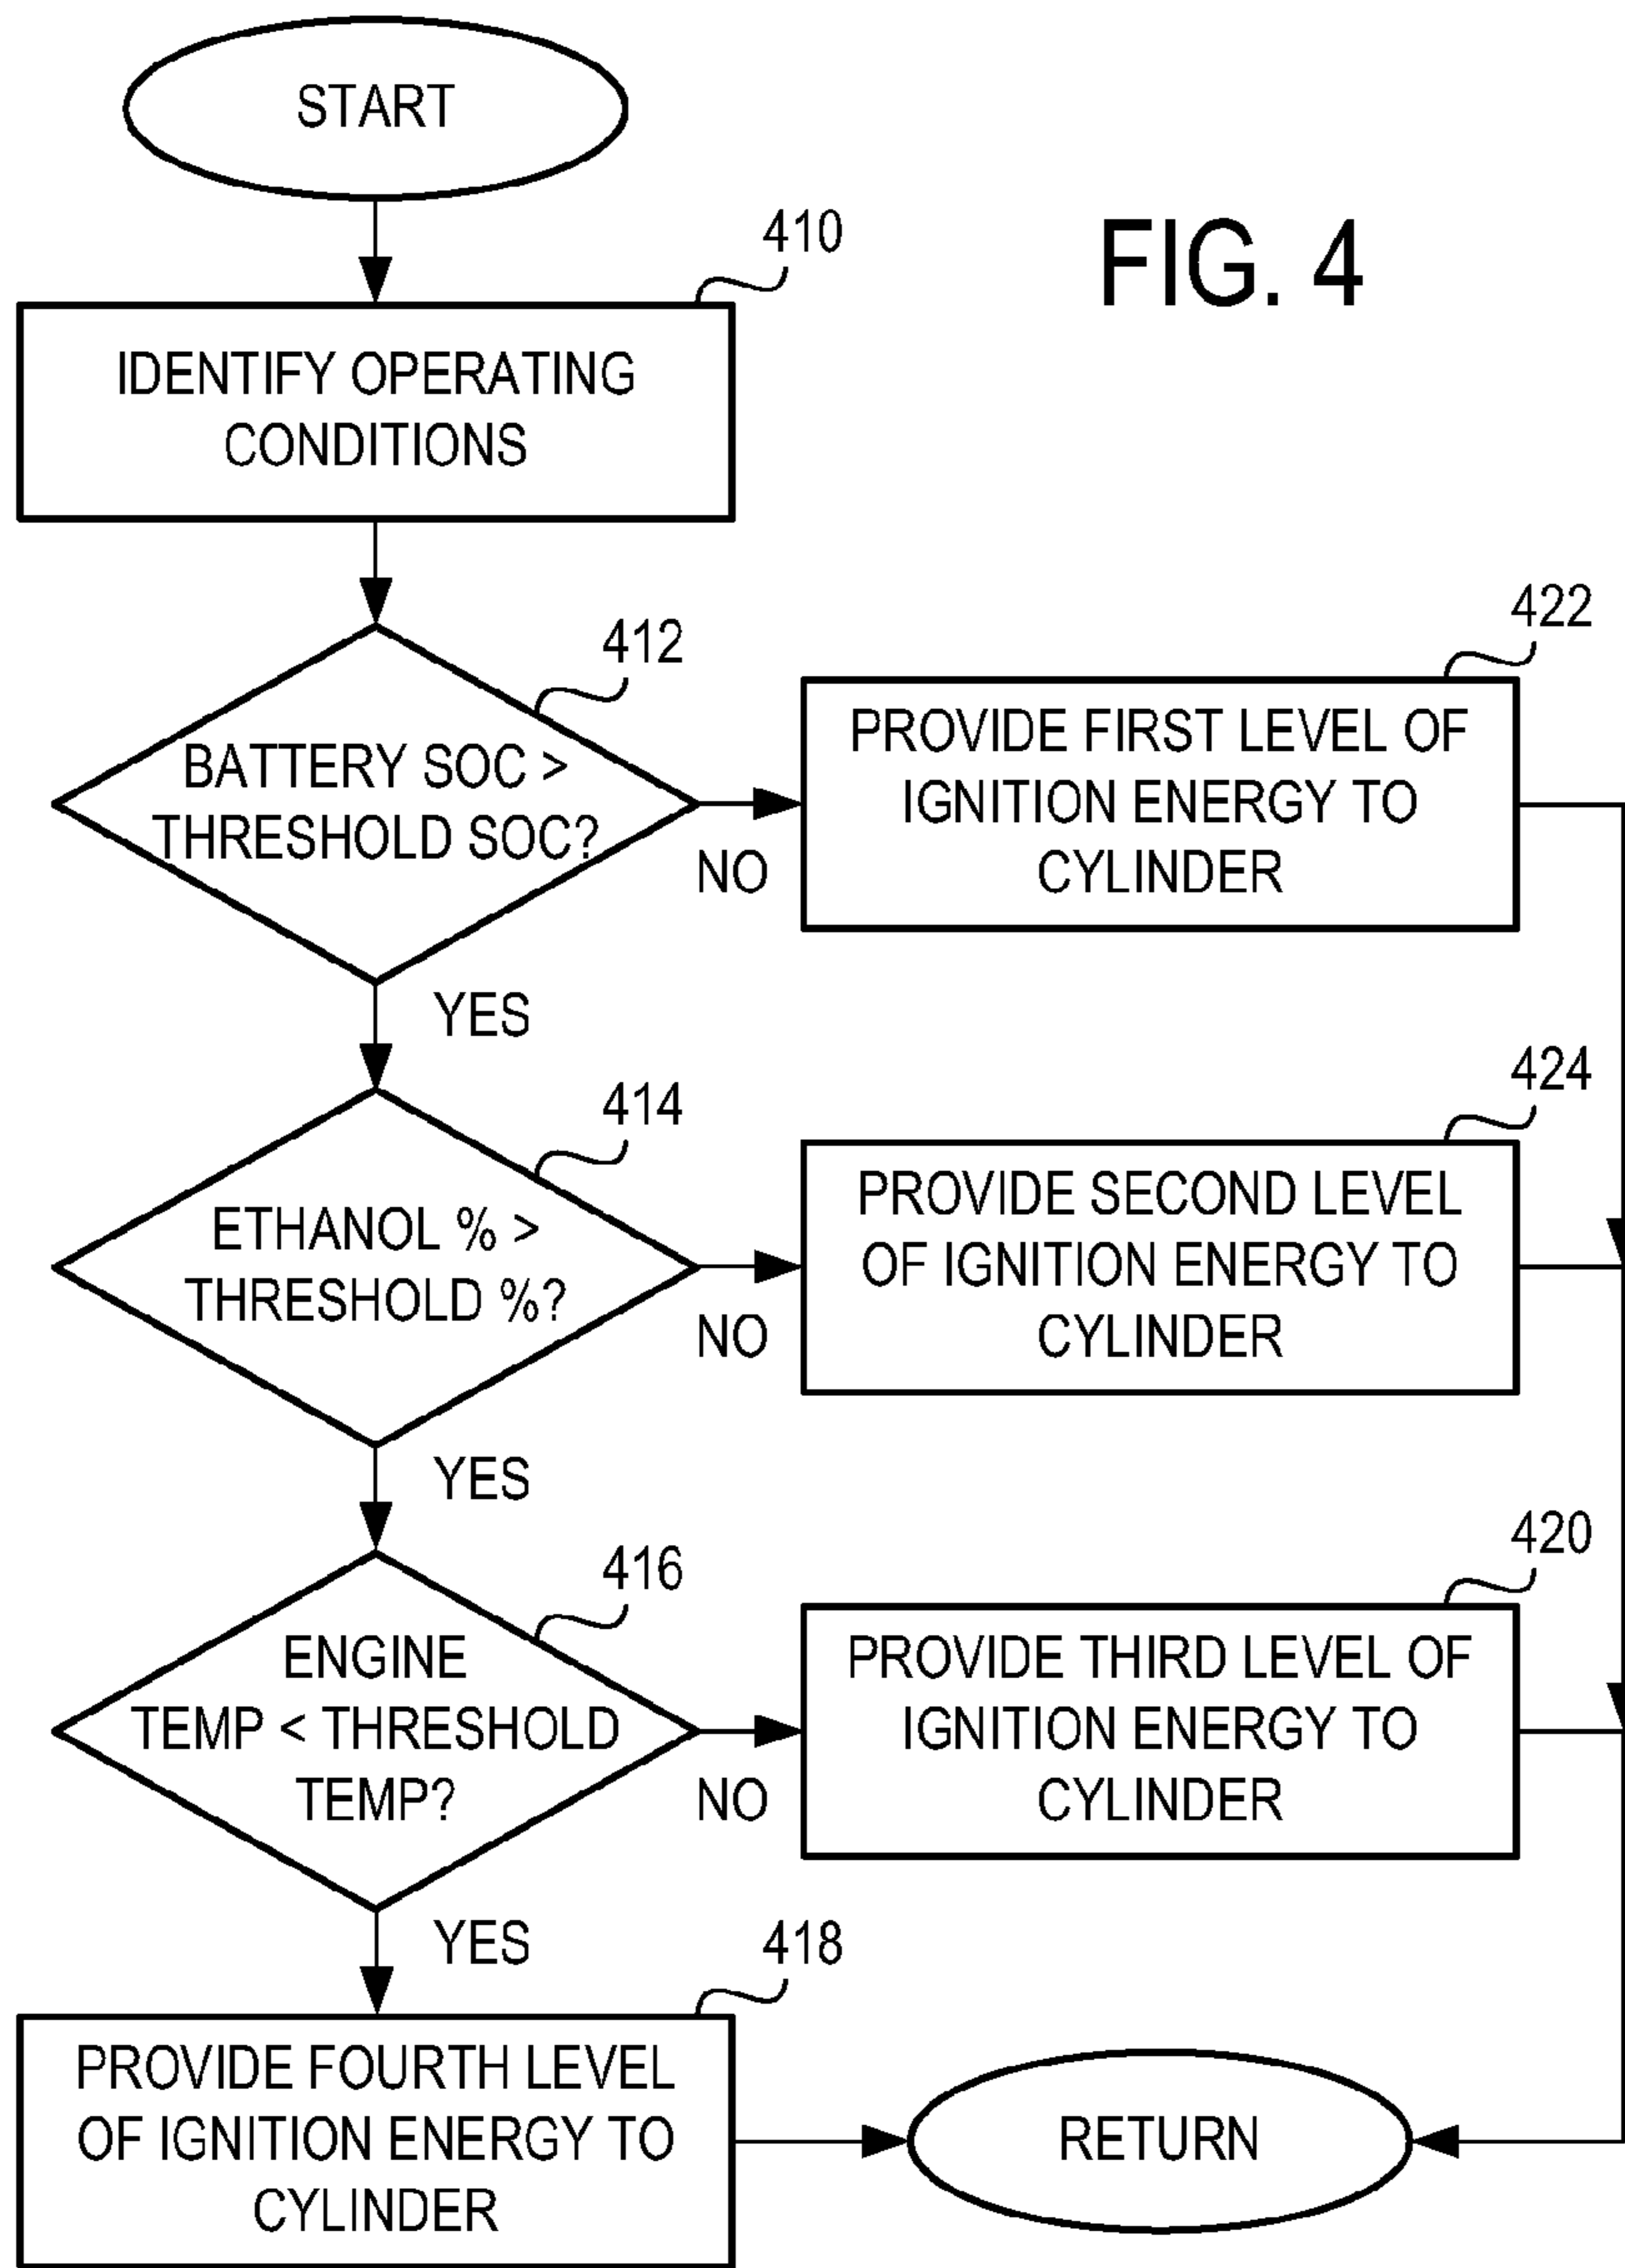 START
FIG. 4
410
IDENTIFY OPERATING
CONDITIONS
412
BATTERY SOC >
THRESHOLD SOC?
NO
YES
422
PROVIDE FIRST LEVEL OF
IGNITION ENERGY TO
CYLINDER
414
ETHANOL % >
THRESHOLD %?
NO
YES
424
PROVIDE SECOND LEVEL
OF IGNITION ENERGY TO
CYLINDER
416
ENGINE
TEMP < THRESHOLD
TEMP?
NO
YES
420
PROVIDE THIRD LEVEL OF
IGNITION ENERGY TO
CYLINDER
418
PROVIDE FOURTH LEVEL
OF IGNITION ENERGY TO
CYLINDER
RETURN